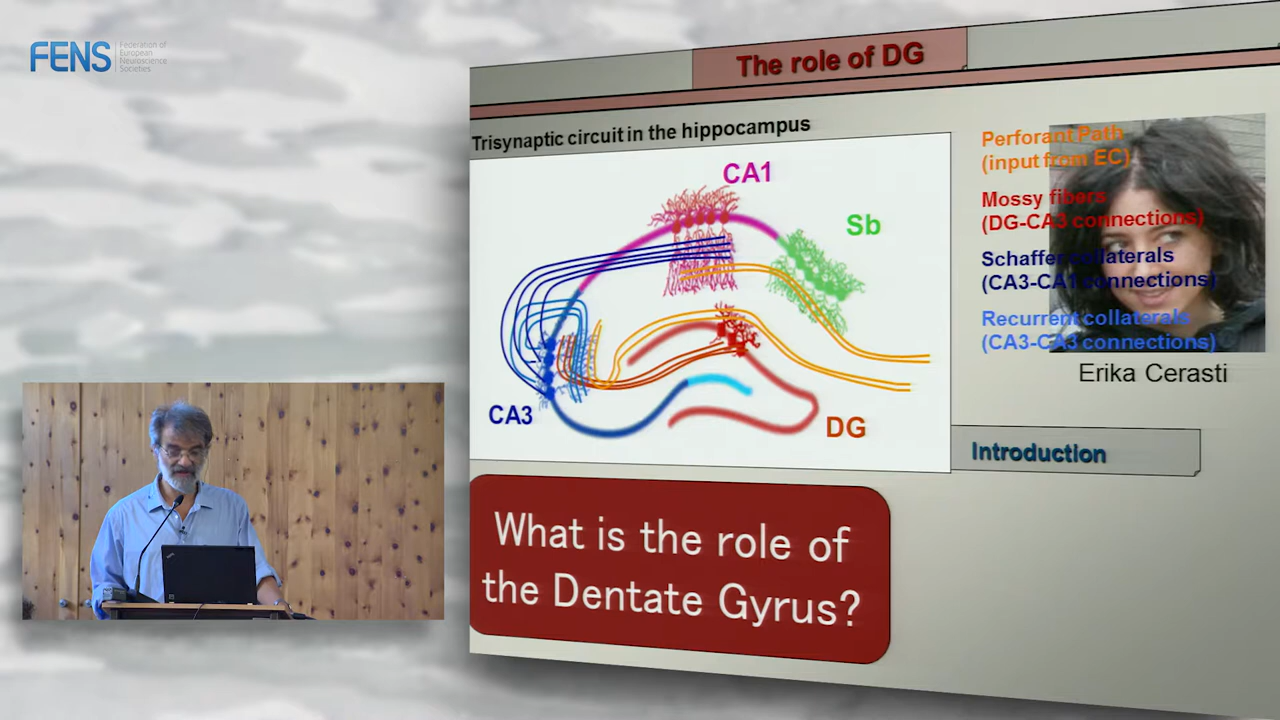 FENS
Federation of
European
Neuroscience
Societies
The role of DG
Trisynaptic circuit in the hippocampus
CA1
Sb
CA3
DG
Perforant Path
(input from EC)
Mossy fibers
(DG-CA3 connections)
Schaffer collaterals
(CA3-CA1 connections)
Recurrent collaterals
(CA3-CA3 connections)
Erika Cerasti
Introduction
What is the role of
the Dentate Gyrus?